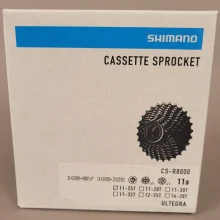 SHIMANO
CASSETTE SPROCKET
CS-R8000
11s
11-25T 11-28T 11-30T
11-32T 12-25T 14-28T
ULTEGRA